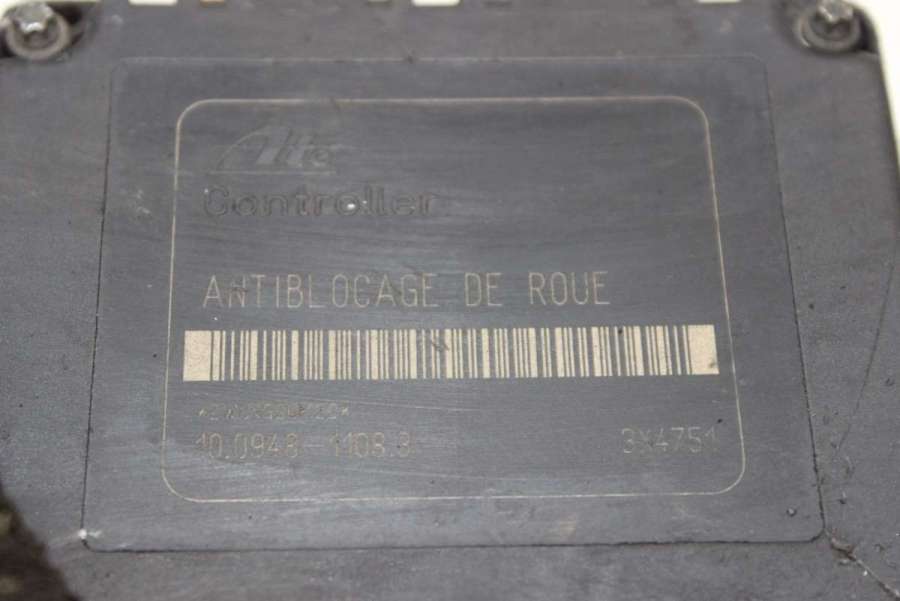 Ate
Controller
ANTIBLOCAGE DE ROUE
10.0948-1108.3
3X4751